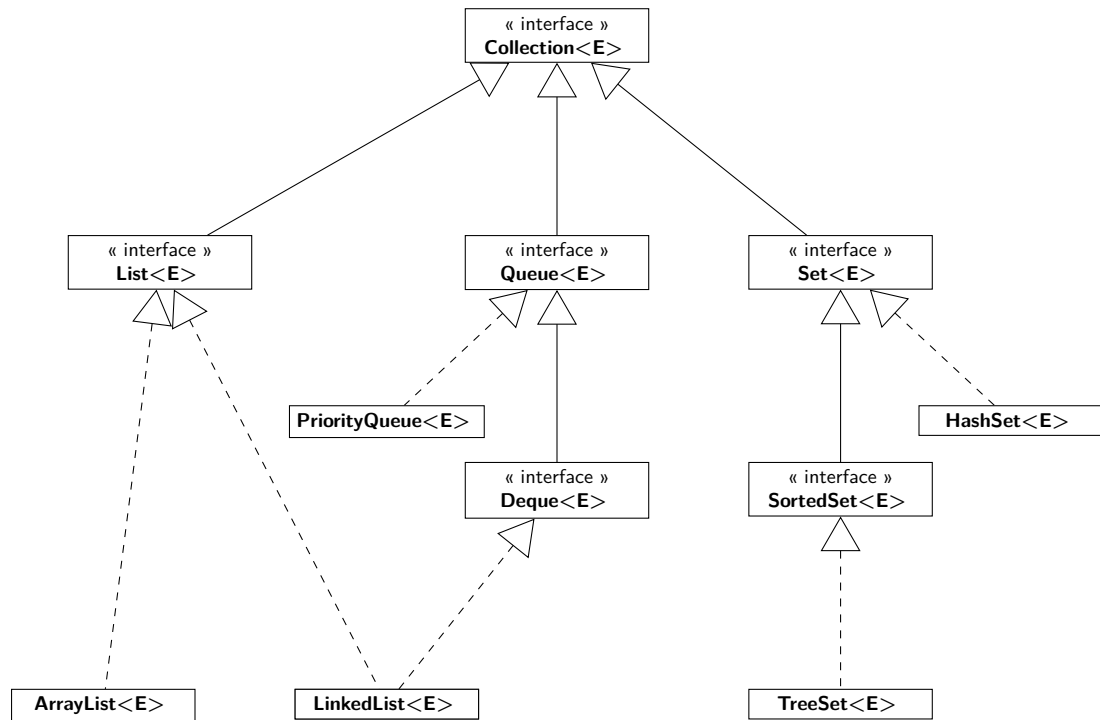 « interface »
Collection<E>
« interface »
List<E>
« interface »
Queue<E>
« interface »
Set<E>
PriorityQueue<E>
HashSet<E>
« interface »
Deque<E>
« interface »
SortedSet<E>
ArrayList<E>
LinkedList<E>
TreeSet<E>